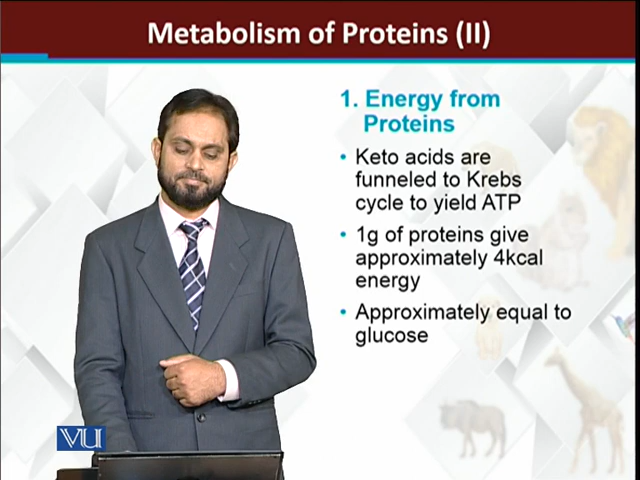 Metabolism of Proteins (II)
1. Energy from
Proteins
• Keto acids are
funneled to Krebs
cycle to yield ATP
• 1g of proteins give
approximately 4kcal
energy
• Approximately equal to
glucose
VU